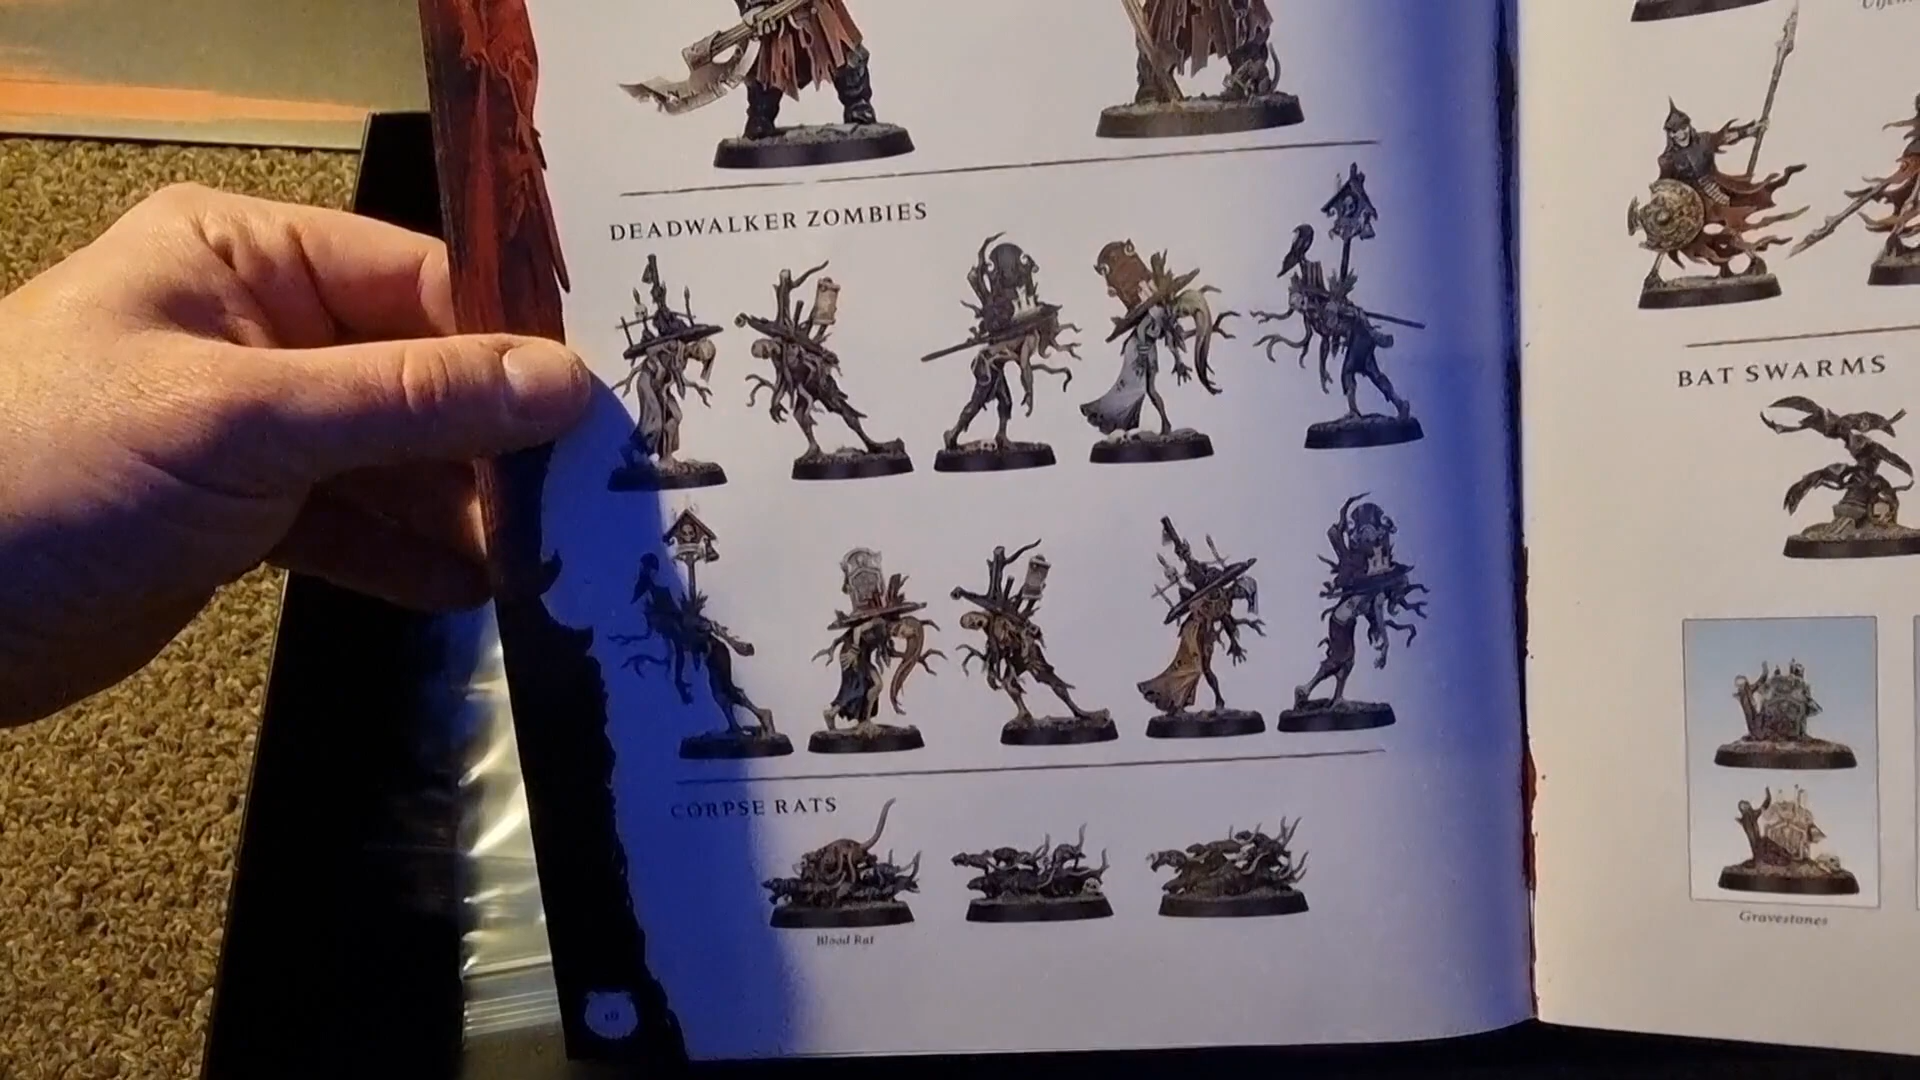 DEADWALKER ZOMBIES
CORPSE RATS
Blood Rat
BAT SWARMS
Gravestones